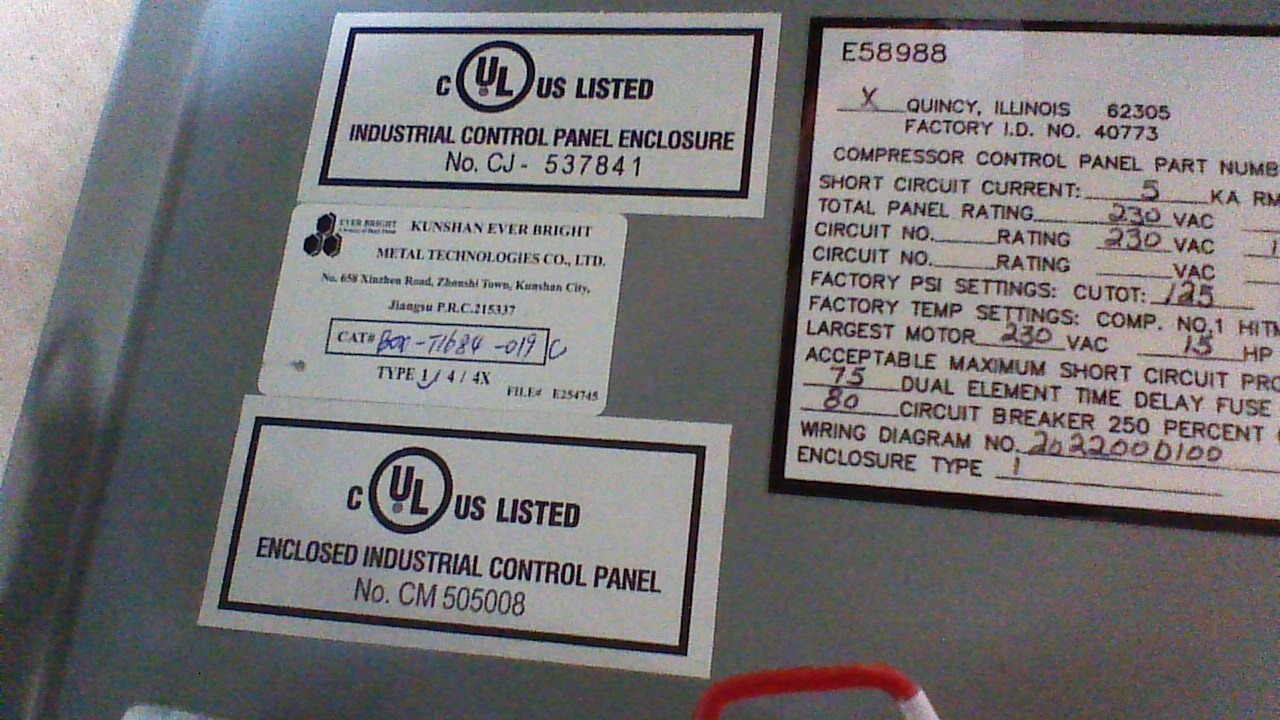 C UL US LISTED
INDUSTRIAL CONTROL PANEL ENCLOSURE
No. CJ- 537841
EVER BRIGHT
KUNSHAN EVER BRIGHT
METAL TECHNOLOGIES CO., LTD.
No. 658 Xinzhen Road, Zhoushi Town, Kunshan City,
Jiangsu P.R.C.215337
CAT# BOX-T1684-019 C
TYPE 1 / 4 / 4X
FILE# E254745
C UL US LISTED
ENCLOSED INDUSTRIAL CONTROL PANEL
No. CM 505008
E58988
X QUINCY, ILLINOIS 62305
FACTORY I.D. NO. 40773
COMPRESSOR CONTROL PANEL PART NUMB
SHORT CIRCUIT CURRENT: 5 KA RM
TOTAL PANEL RATING 230 VAC
CIRCUIT NO. RATING 230 VAC 1
CIRCUIT NO. RATING VAC
FACTORY PSI SETTINGS: CUTOT: 125
FACTORY TEMP SETTINGS: COMP. NO.1 HITM
LARGEST MOTOR 230 VAC 15 HP
ACCEPTABLE MAXIMUM SHORT CIRCUIT PRO
75 DUAL ELEMENT TIME DELAY FUSE
80 CIRCUIT BREAKER 250 PERCENT
WIRING DIAGRAM NO. 2022200D100
ENCLOSURE TYPE 1